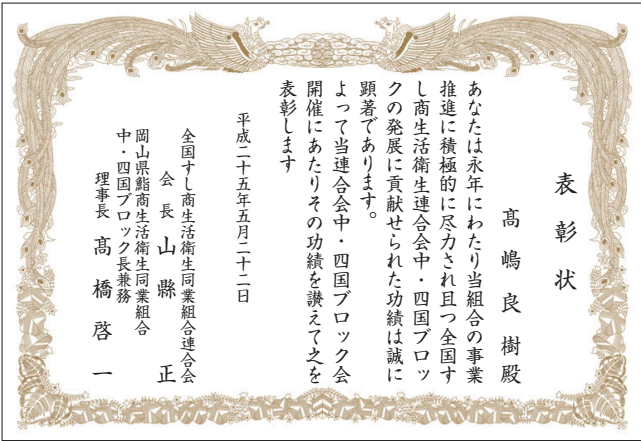 表彰状
髙嶋良樹殿
あなたは永年にわたり当組合の事業
推進に積極的に尽力され且つ全国す
し商生活衛生連合会中・四国ブロッ
クの発展に貢献せられた功績は誠に
顕著であります。
よって当連合会中・四国ブロック会
開催にあたりその功績を讃えて之を
表彰します
平成二十五年五月二十二日
全国すし商生活衛生同業組合連合会
会長 山縣正
岡山県鮨商生活衛生同業組合
中・四国ブロック長兼務
理事長 髙橋啓一